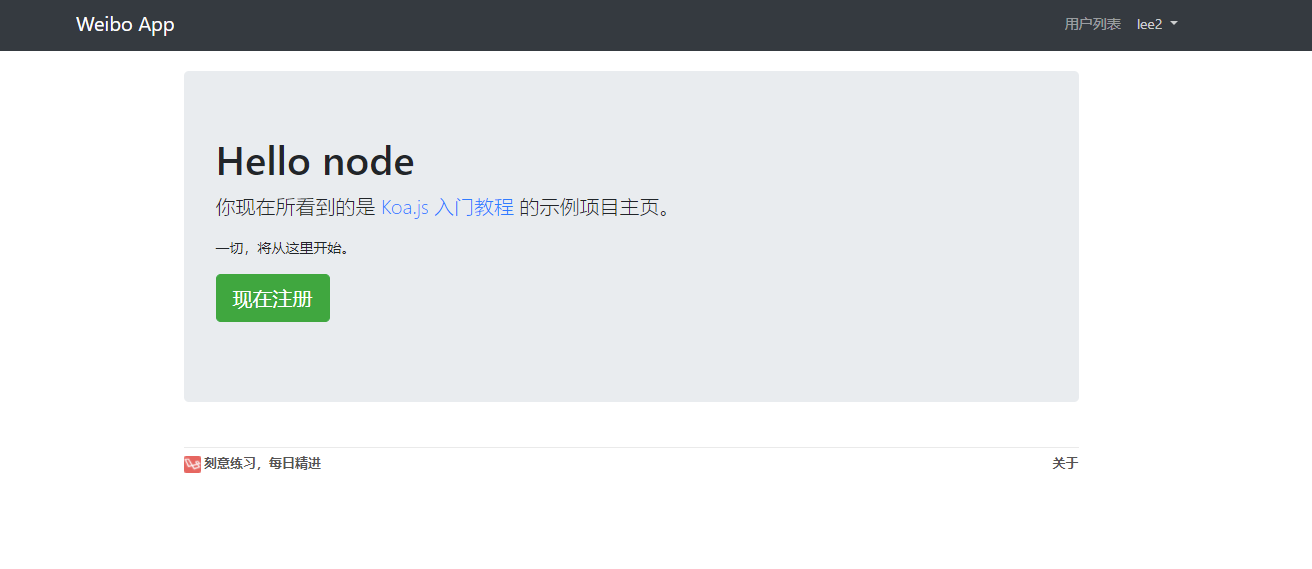 Weibo App
用户列表 lee2
Hello node
你现在所看到的是 Koa.js 入门教程 的示例项目主页。
一切，将从这里开始。
现在注册
刻意练习，每日精进
关于